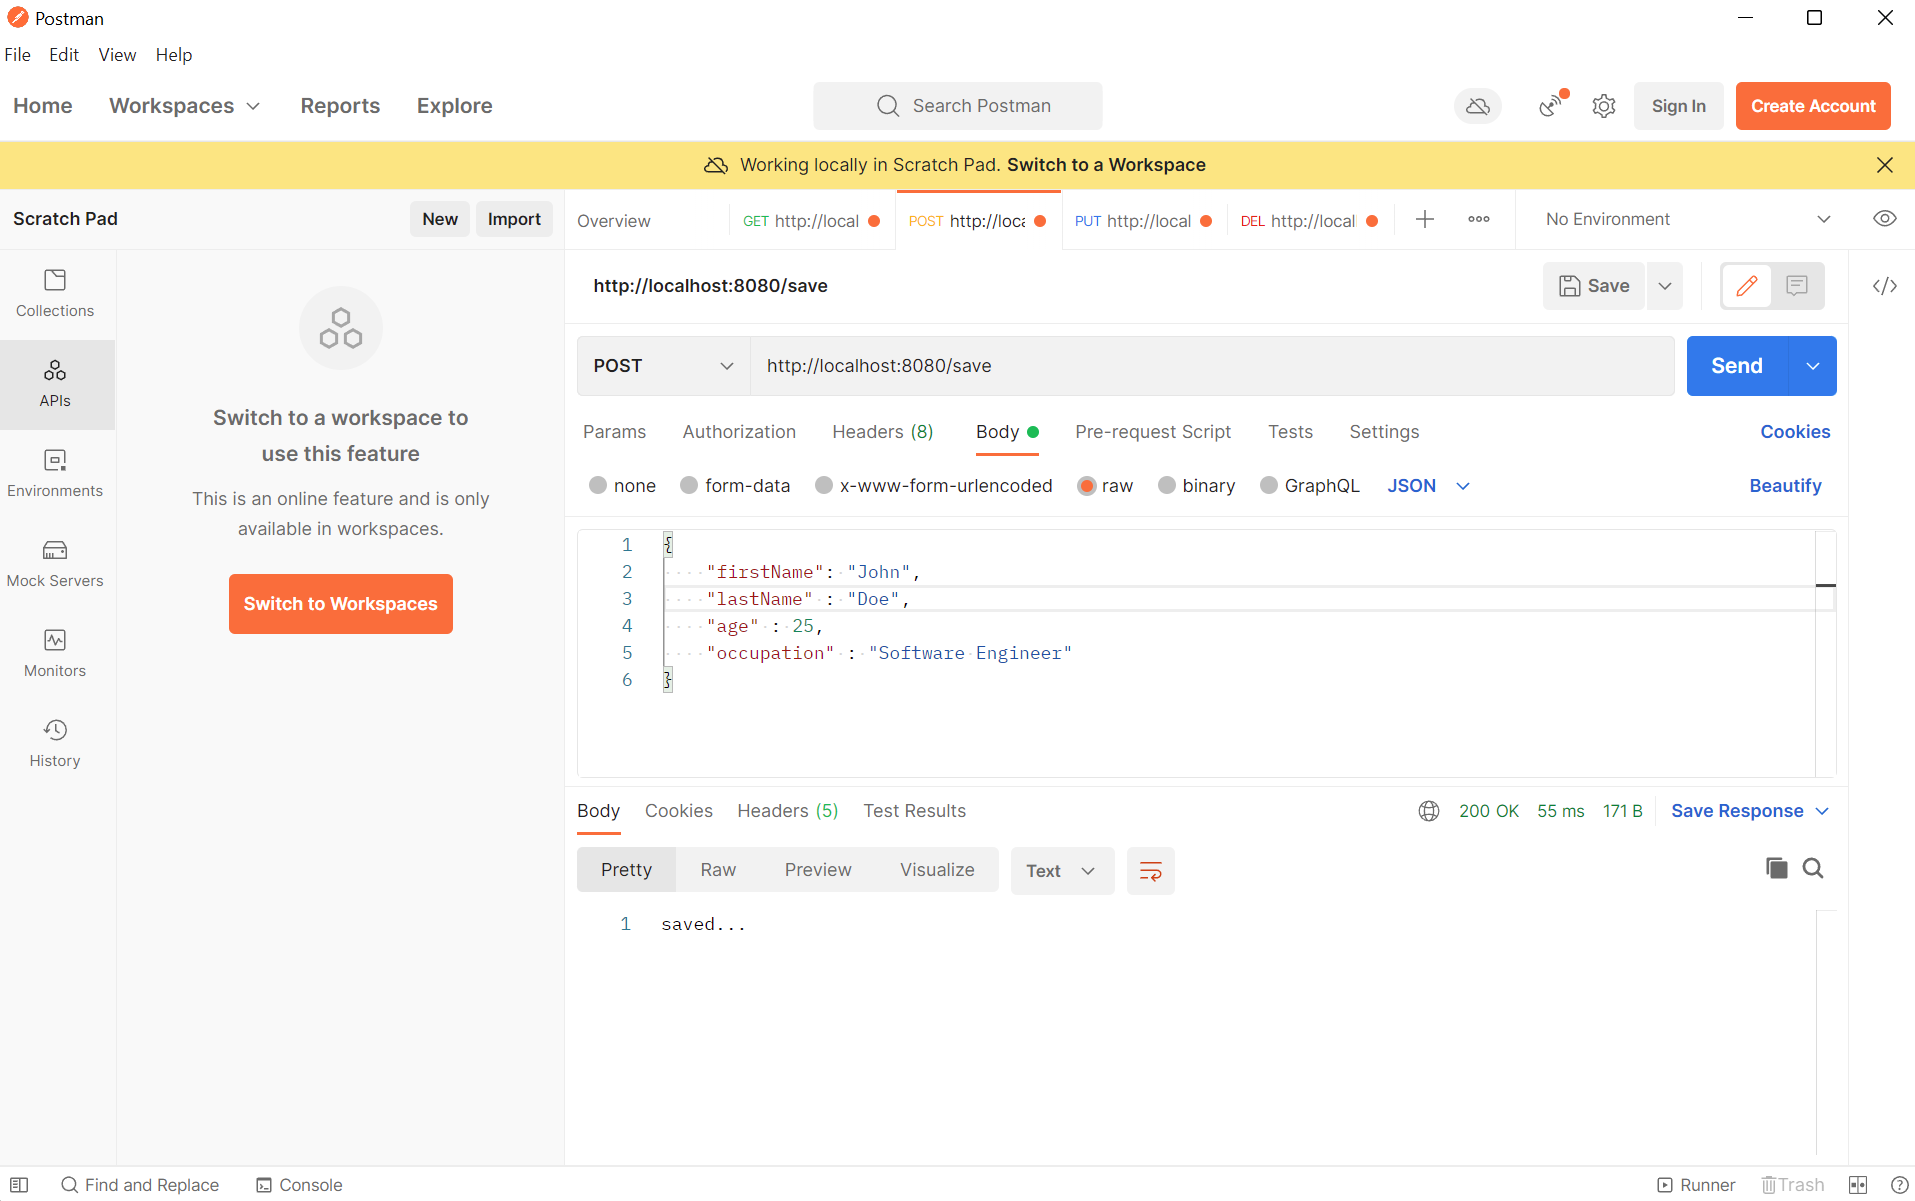 Postman
File Edit View Help
Home Workspaces Reports Explore Search Postman Sign In Create Account
Working locally in Scratch Pad. Switch to a Workspace
Scratch Pad New Import Overview GET http://local POST http://loca PUT http://local DEL http://local No Environment
Collections
APIs
Environments
Mock Servers
Monitors
History
Switch to a workspace to
use this feature
This is an online feature and is only
available in workspaces.
Switch to Workspaces
http://localhost:8080/save Save
POST http://localhost:8080/save Send
Params Authorization Headers (8) Body Pre-request Script Tests Settings Cookies
none form-data x-www-form-urlencoded raw binary GraphQL JSON Beautify
1 {
2 "firstName": "John",
3 "lastName" : "Doe",
4 "age" : 25,
5 "occupation" : "Software Engineer"
6 }
Body Cookies Headers (5) Test Results 200 OK 55 ms 171 B Save Response
Pretty Raw Preview Visualize Text
1 saved...
Find and Replace Console Runner Trash